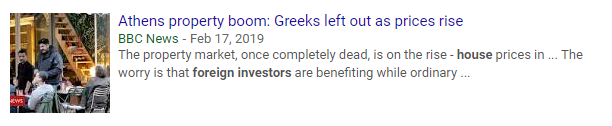 Athens property boom: Greeks left out as prices rise
BBC News - Feb 17, 2019
The property market, once completely dead, is on the rise - house prices in ... The
worry is that foreign investors are benefiting while ordinary ...
NEWS